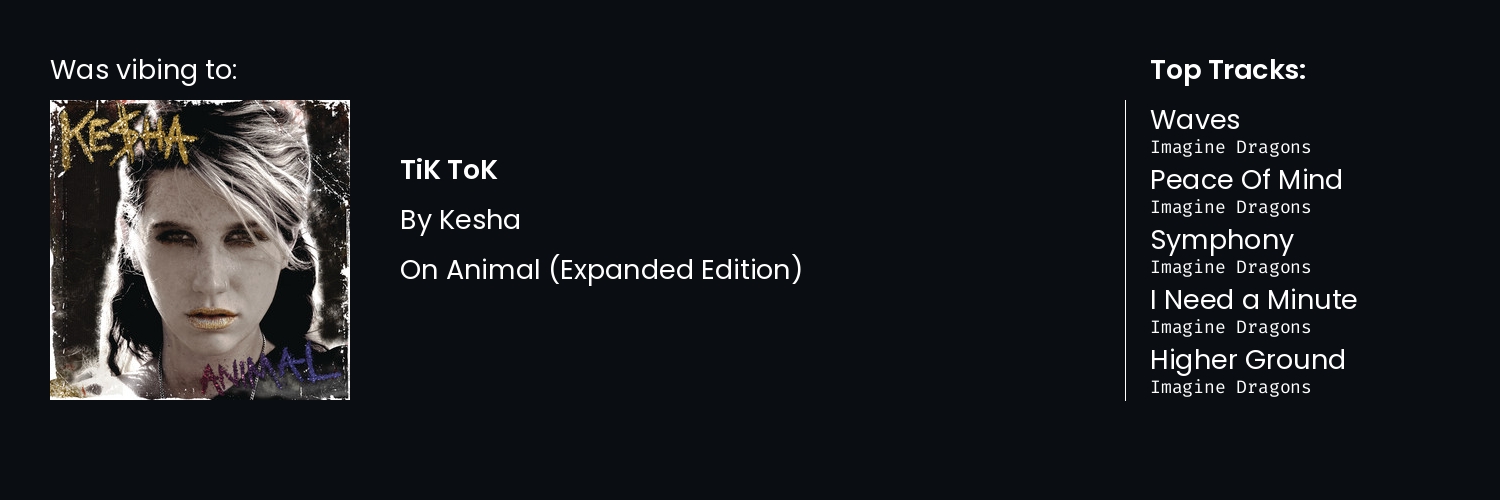 Was vibing to:
KE$HA
ANIMAL
TiK ToK
By Kesha
On Animal (Expanded Edition)
Top Tracks:
Waves
Imagine Dragons
Peace Of Mind
Imagine Dragons
Symphony
Imagine Dragons
I Need a Minute
Imagine Dragons
Higher Ground
Imagine Dragons